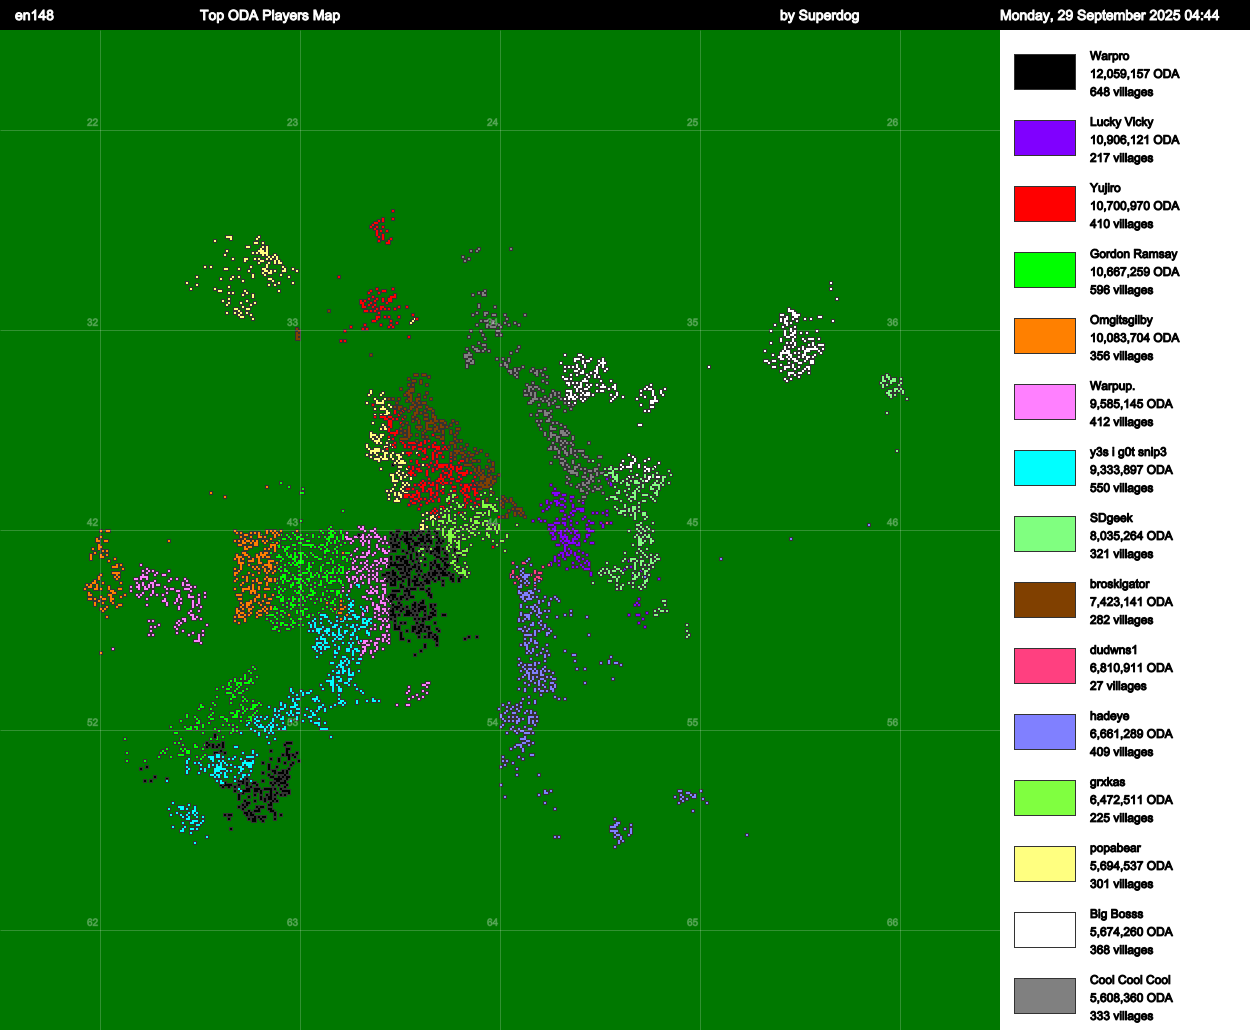 en148 Top ODA Players Map by Superdog Monday, 29 September 2025 04:44
Warpro
12,059,157 ODA
648 villages
Lucky Vicky
10,906,121 ODA
217 villages
Yujiro
10,700,970 ODA
410 villages
Gordon Ramsay
10,667,259 ODA
596 villages
Omgitsgilby
10,083,704 ODA
356 villages
Warpup.
9,585,145 ODA
412 villages
y3s i g0t snip3
9,333,897 ODA
550 villages
SDgeek
8,035,264 ODA
321 villages
broskigator
7,423,141 ODA
282 villages
dudwns1
6,810,911 ODA
27 villages
hadeye
6,661,289 ODA
409 villages
grxkas
6,472,511 ODA
225 villages
popabear
5,694,537 ODA
301 villages
Big Bosss
5,674,260 ODA
368 villages
Cool Cool Cool
5,608,360 ODA
333 villages
22 23 24 25 26
32 33 34 35 36
42 43 44 45 46
52 53 54 55 56
62 63 64 65 66